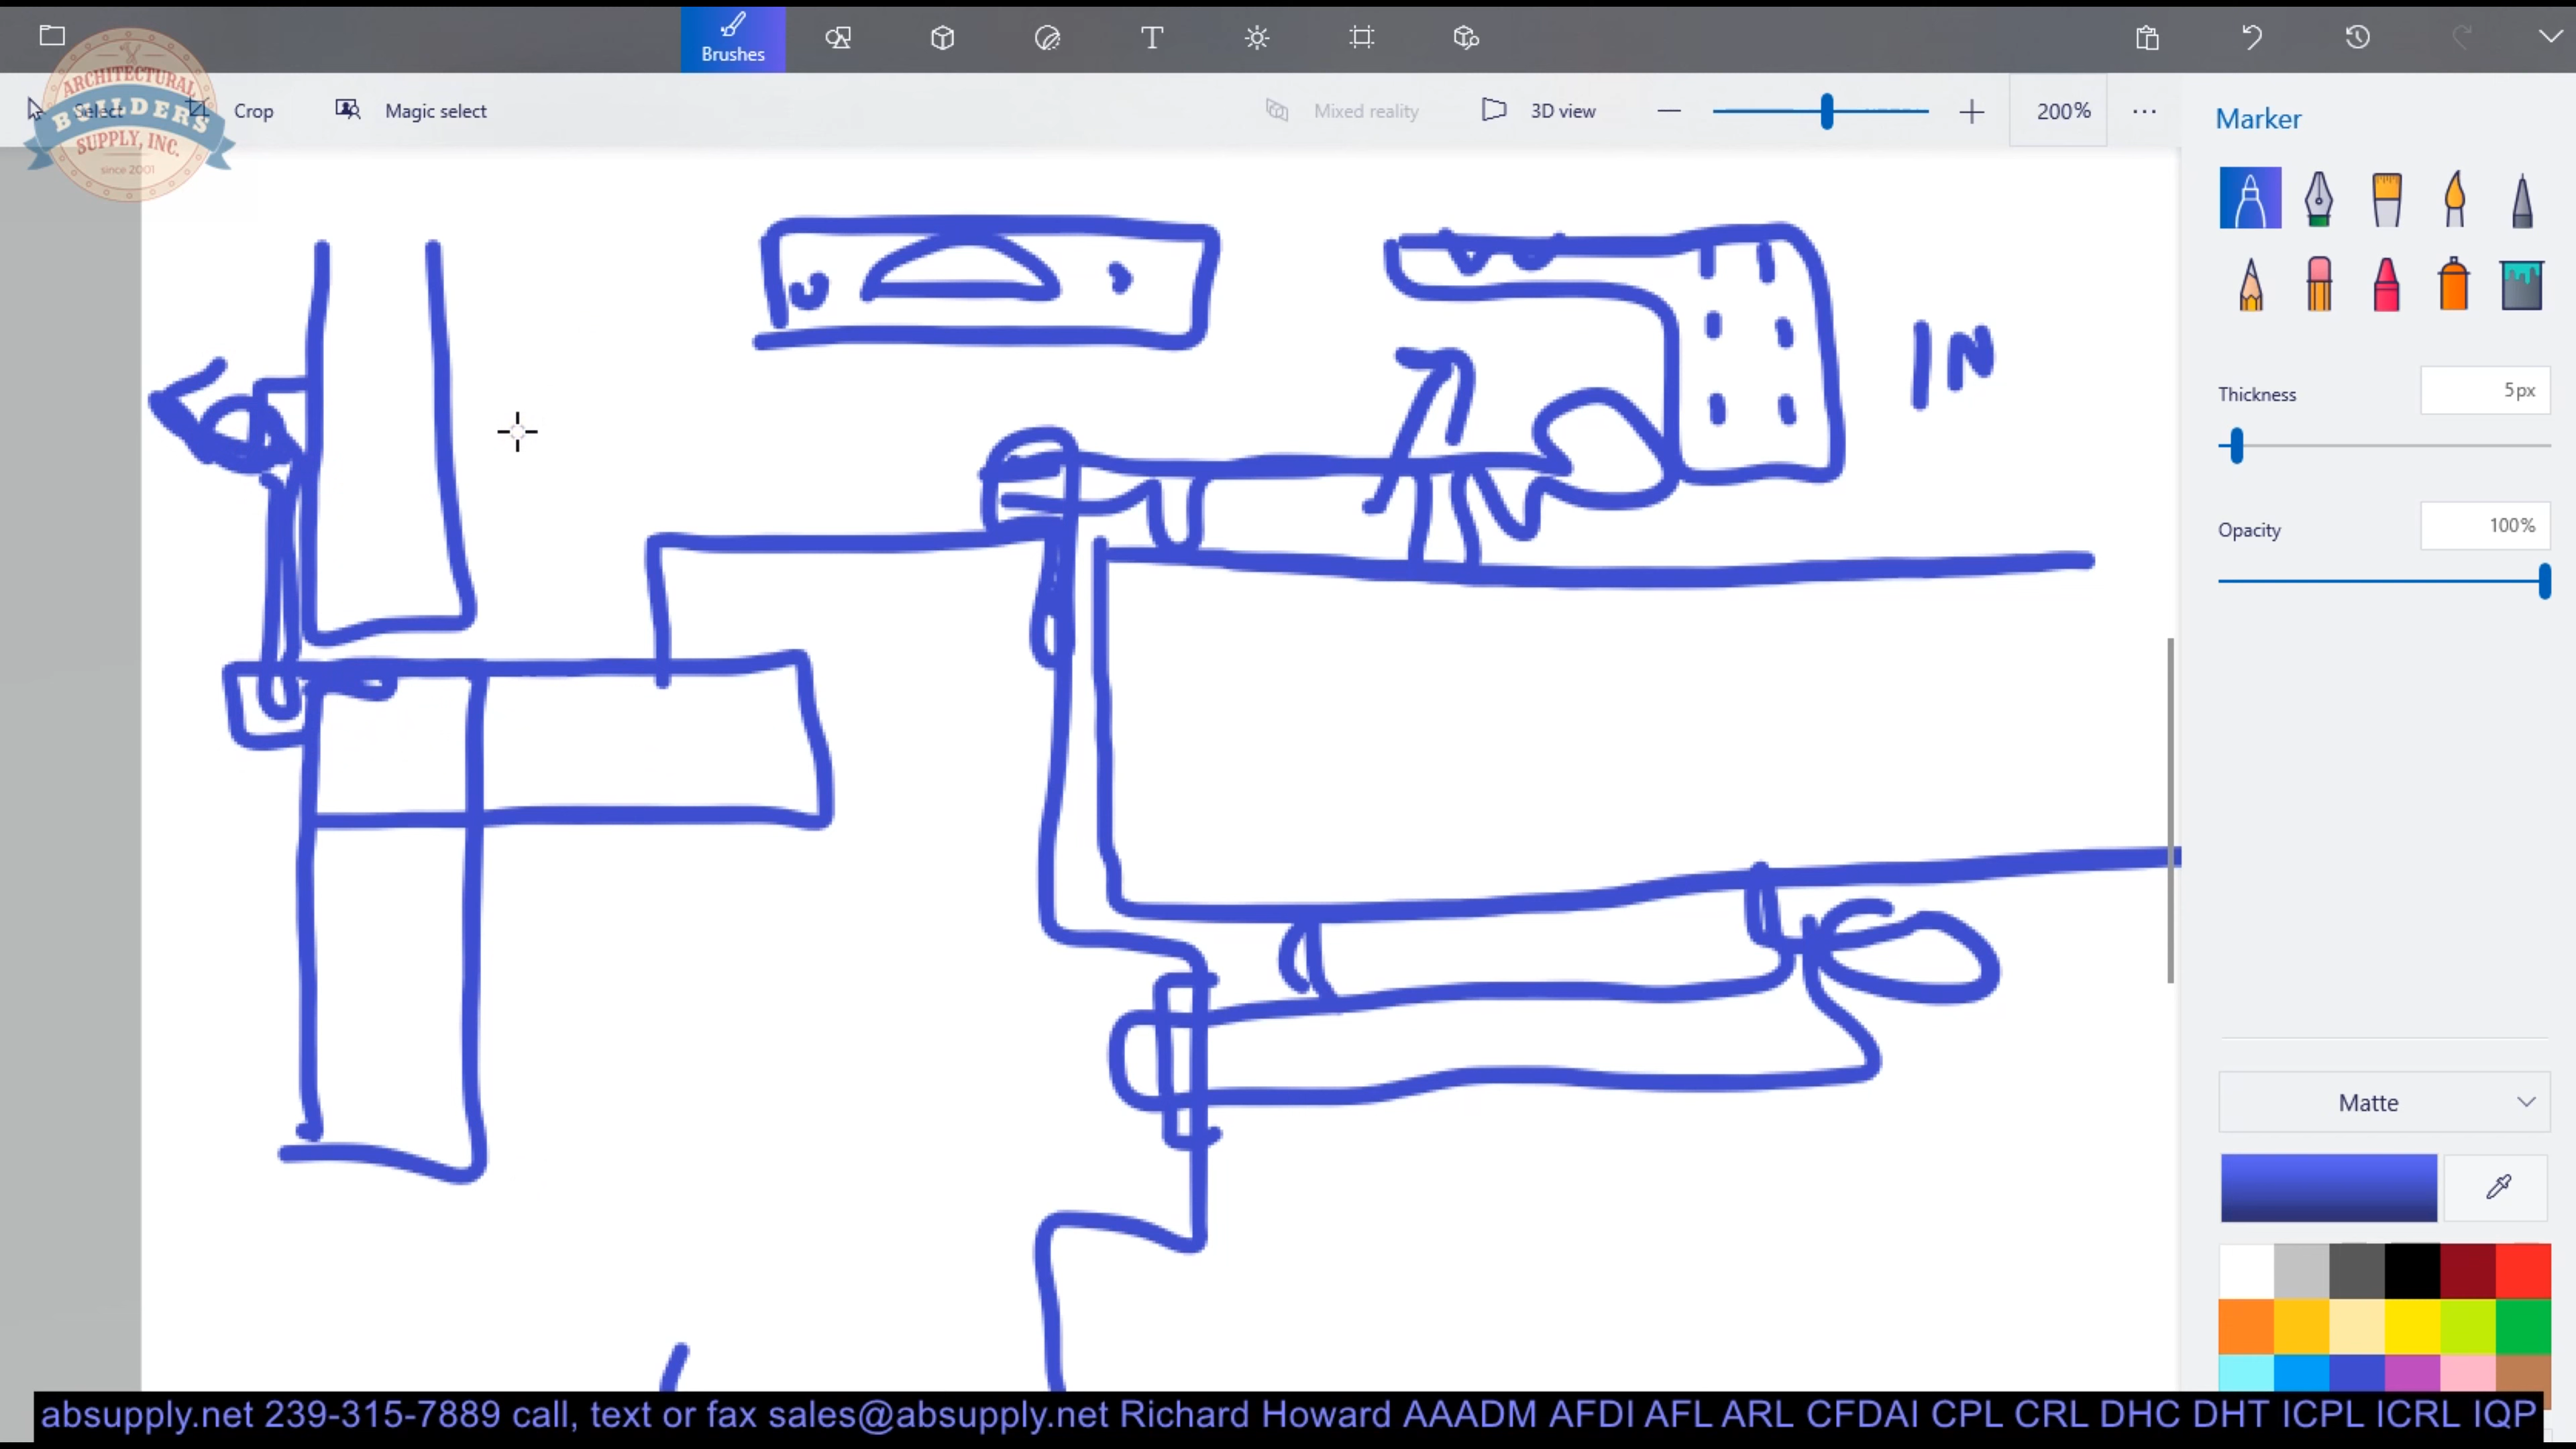 Brushes
T
ARCHITECTURAL
BUILDERS
SUPPLY, INC.
since 2001
Select
Crop
Magic select
Mixed reality
3D view
200%
Marker
Thickness
5px
Opacity
100%
IN
Matte
absupply.net 239-315-7889 call, text or fax sales@absupply.net Richard Howard AAADM AFDI AFL ARL CFDAI CPL CRL DHC DHT ICPL ICRL IQP